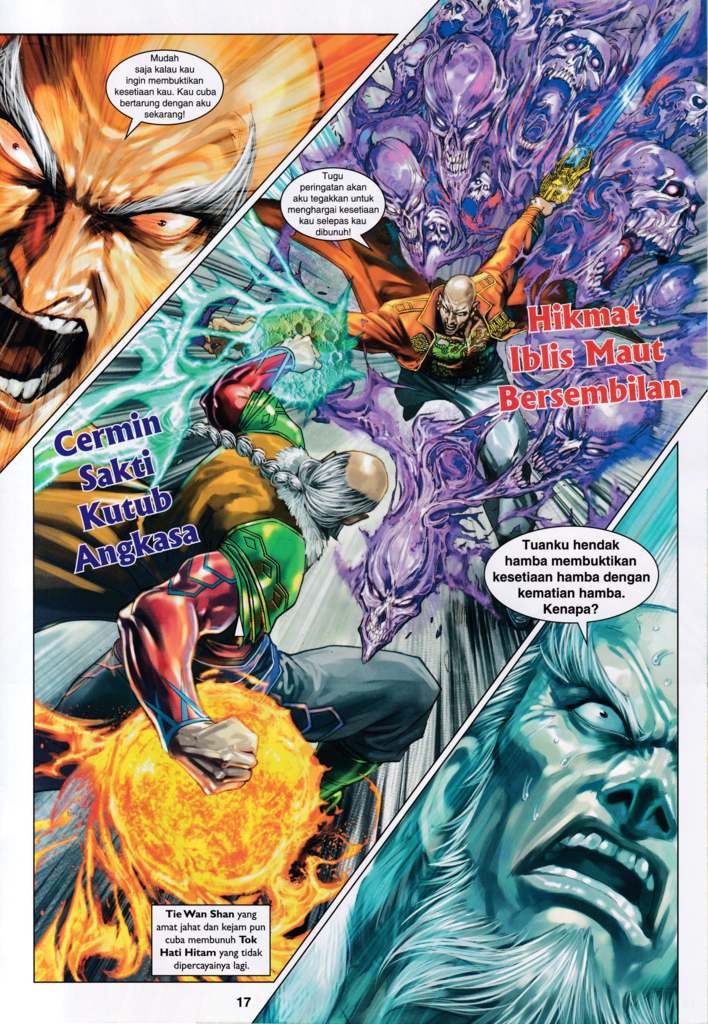 Mudah
saja kalau kau
ingin membuktikan
kesetiaan kau. Kau cuba
bertarung dengan aku
sekarang!
Tugu
peringatan akan
aku tegakkan untuk
menghargai kesetiaan
kau selepas kau
dibunuh!
Hikmat
Iblis Maut
Bersembilan
Cermin
Sakti
Kutub
Angkasa
Tuanku hendak
hamba membuktikan
kesetiaan hamba dengan
kematian hamba.
Kenapa?
Tie Wan Shan yang
amat jahat dan kejam pun
cuba membunuh Tok
Hati Hitam yang tidak
dipercayainya lagi.
17